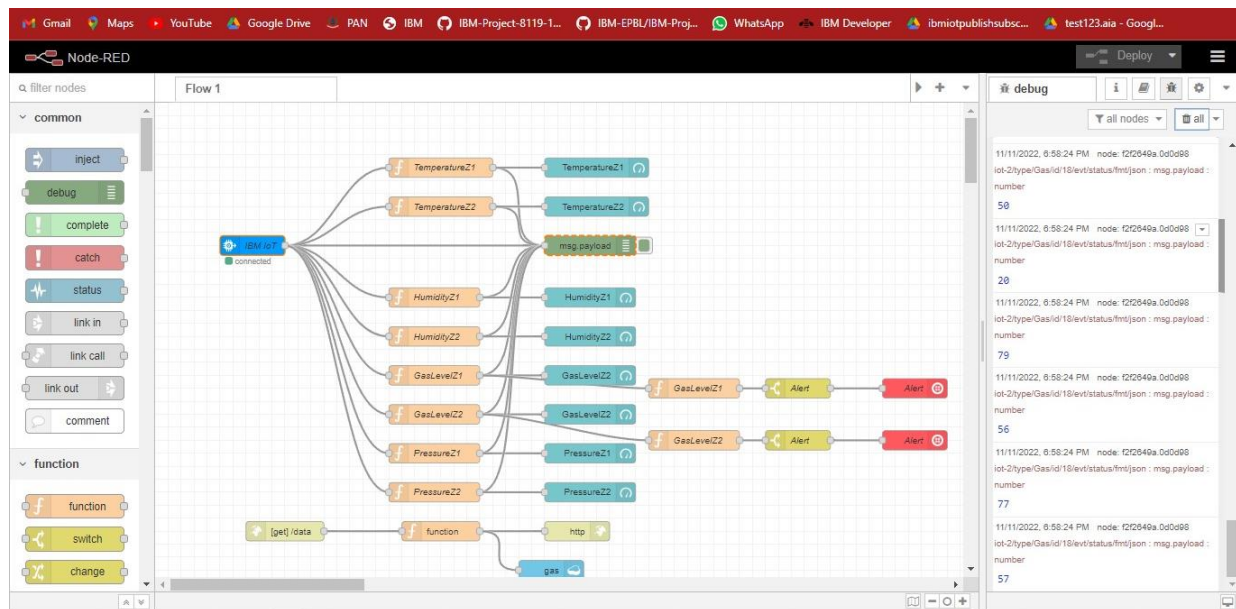 Gmail Maps YouTube Google Drive PAN IBM IBM-Project-8119-1... IBM-EPBL/IBM-Proj... WhatsApp IBM Developer ibmiotpublishsubsc... test123.aia - Googl...
Node-RED Deploy
filter nodes Flow 1 debug i
all nodes all
common
inject
debug
complete
catch
status
link in
link call
link out
comment
function
function
switch
change
TemperatureZ1 TemperatureZ1
TemperatureZ2 TemperatureZ2
IBM IoT msg.payload
connected
HumidityZ1 HumidityZ1
HumidityZ2 HumidityZ2
GasLevelZ1 GasLevelZ2 GasLevelZ1 Alert Alert
GasLevelZ2 GasLevelZ2 GasLevelZ2 Alert Alert
PressureZ1 PressureZ1
PressureZ2 PressureZ2
[get] /data function http
gas
11/11/2022, 6:58:24 PM node: f2f2649a.0d0d98
iot-2/type/Gas/id/18/evt/status/fmt/json : msg.payload :
number
50
11/11/2022, 6:58:24 PM node: f2f2649a.0d0d98
iot-2/type/Gas/id/18/evt/status/fmt/json : msg.payload :
number
20
11/11/2022, 6:58:24 PM node: f2f2649a.0d0d98
iot-2/type/Gas/id/18/evt/status/fmt/json : msg.payload :
number
79
11/11/2022, 6:58:24 PM node: f2f2649a.0d0d98
iot-2/type/Gas/id/18/evt/status/fmt/json : msg.payload :
number
56
11/11/2022, 6:58:24 PM node: f2f2649a.0d0d98
iot-2/type/Gas/id/18/evt/status/fmt/json : msg.payload :
number
77
11/11/2022, 6:58:24 PM node: f2f2649a.0d0d98
iot-2/type/Gas/id/18/evt/status/fmt/json : msg.payload :
number
57